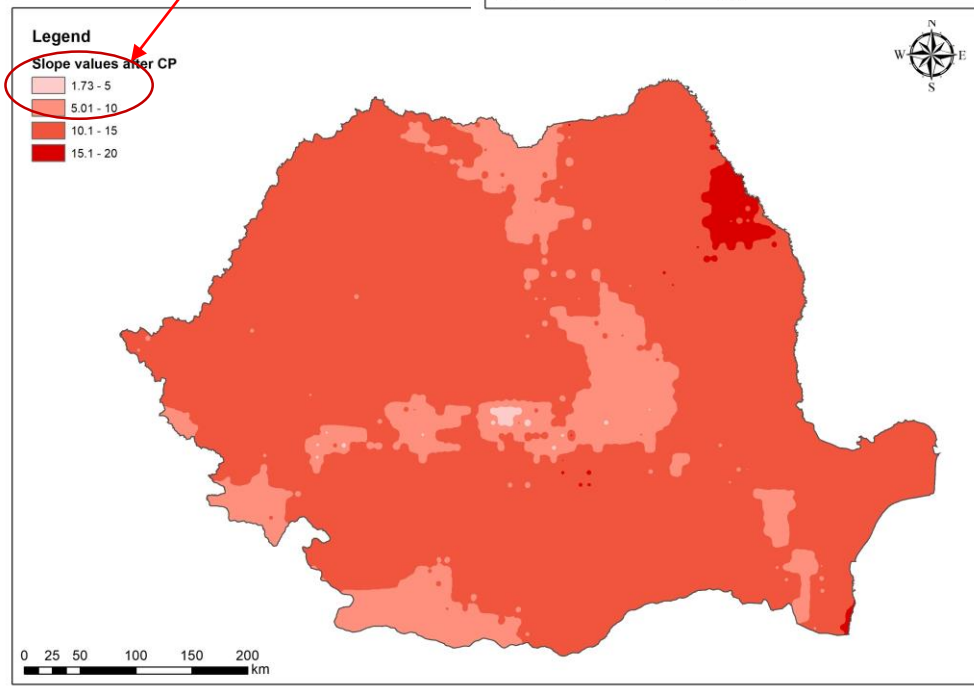 Legend
Slope values after CP
1.73 - 5
5.01 - 10
10.1 - 15
15.1 - 20
N
W
E
S
0 25 50 100 150 200
km